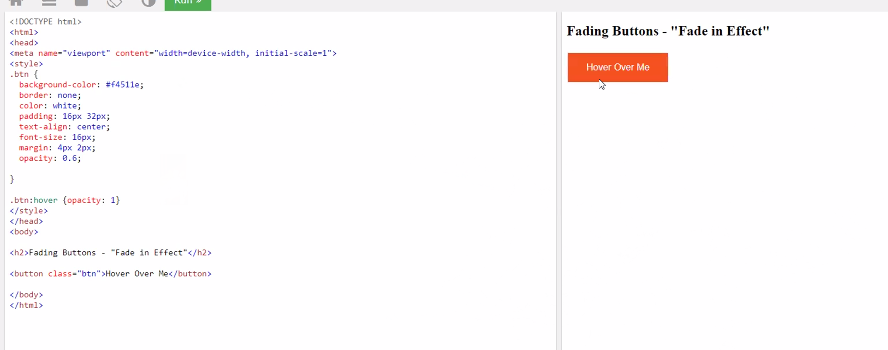 Run »
<!DOCTYPE html>
<html>
<head>
<meta name="viewport" content="width=device-width, initial-scale=1">
<style>
.btn {
  background-color: #f4511e;
  border: none;
  color: white;
  padding: 16px 32px;
  text-align: center;
  font-size: 16px;
  margin: 4px 2px;
  opacity: 0.6;
}
.btn:hover {opacity: 1}
</style>
</head>
<body>
<h2>Fading Buttons - "Fade in Effect"</h2>
<button class="btn">Hover Over Me</button>
</body>
</html>
Fading Buttons - "Fade in Effect"
Hover Over Me